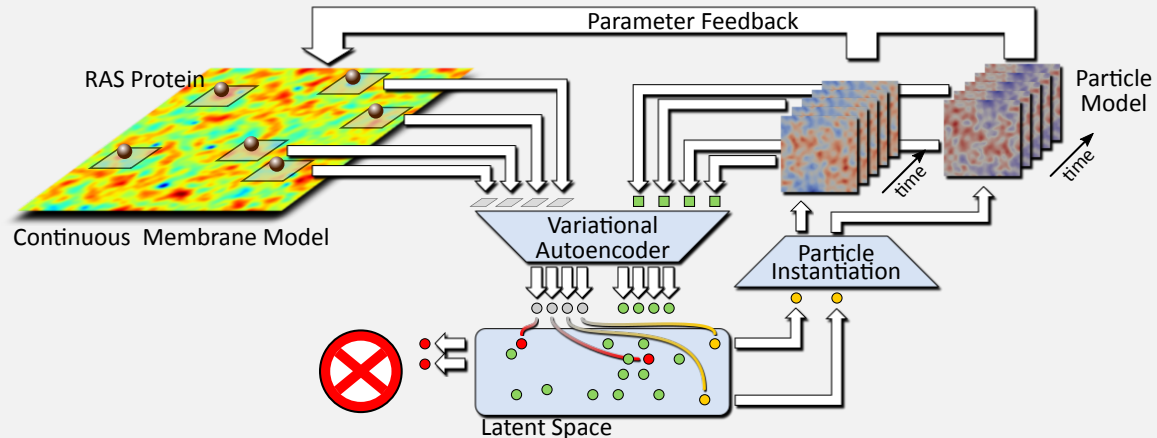 Parameter Feedback
RAS Protein
Particle
Model
time
time
Continuous Membrane Model
Variational
Autoencoder
Particle
Instantiation
Latent Space